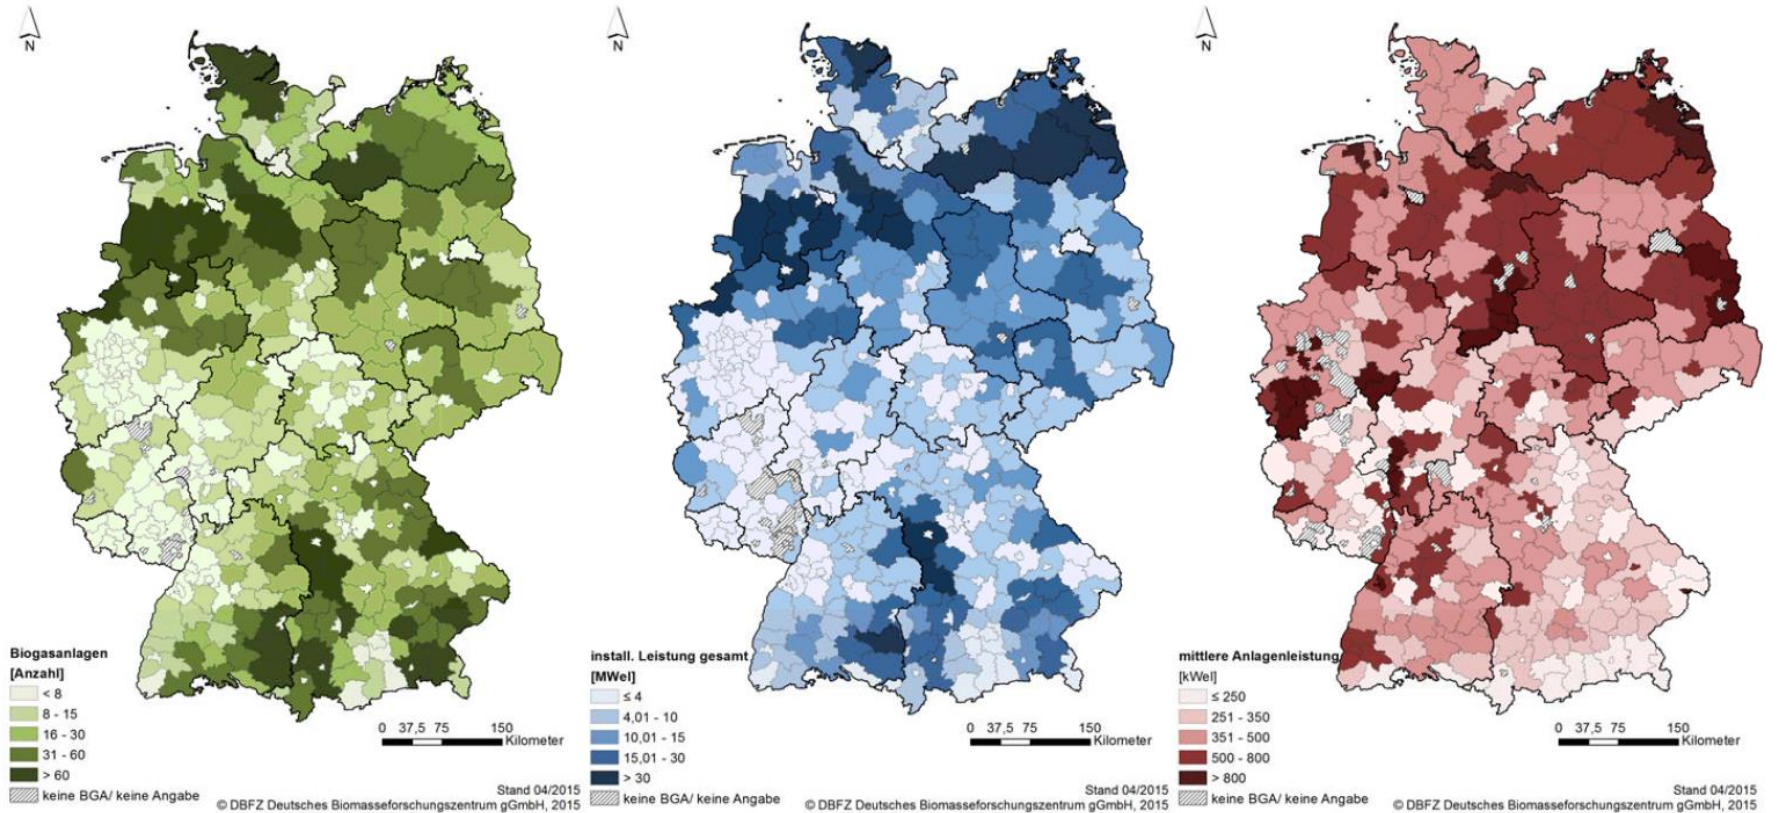 N
Biogasanlagen
[Anzahl]
< 8
8 - 15
16 - 30
31 - 60
> 60
keine BGA/ keine Angabe
0 37,5 75 150
Kilometer
Stand 04/2015
© DBFZ Deutsches Biomasseforschungszentrum gGmbH, 2015
N
install. Leistung gesamt
[MWel]
≤ 4
4,01 - 10
10,01 - 15
15,01 - 30
> 30
keine BGA/ keine Angabe
0 37,5 75 150
Kilometer
Stand 04/2015
© DBFZ Deutsches Biomasseforschungszentrum gGmbH, 2015
N
mittlere Anlagenleistung
[kWel]
≤ 250
251 - 350
351 - 500
500 - 800
> 800
keine BGA/ keine Angabe
0 37,5 75 150
Kilometer
Stand 04/2015
© DBFZ Deutsches Biomasseforschungszentrum gGmbH, 2015